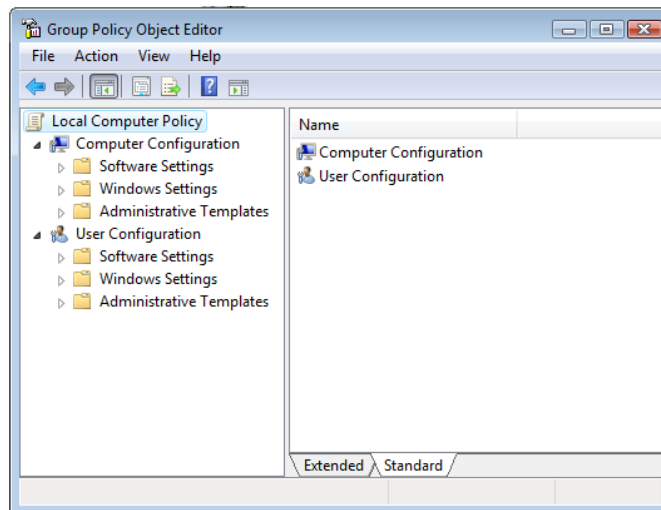 Group Policy Object Editor
File Action View Help
Local Computer Policy
Computer Configuration
Software Settings
Windows Settings
Administrative Templates
User Configuration
Software Settings
Windows Settings
Administrative Templates
Name
Computer Configuration
User Configuration
Extended Standard